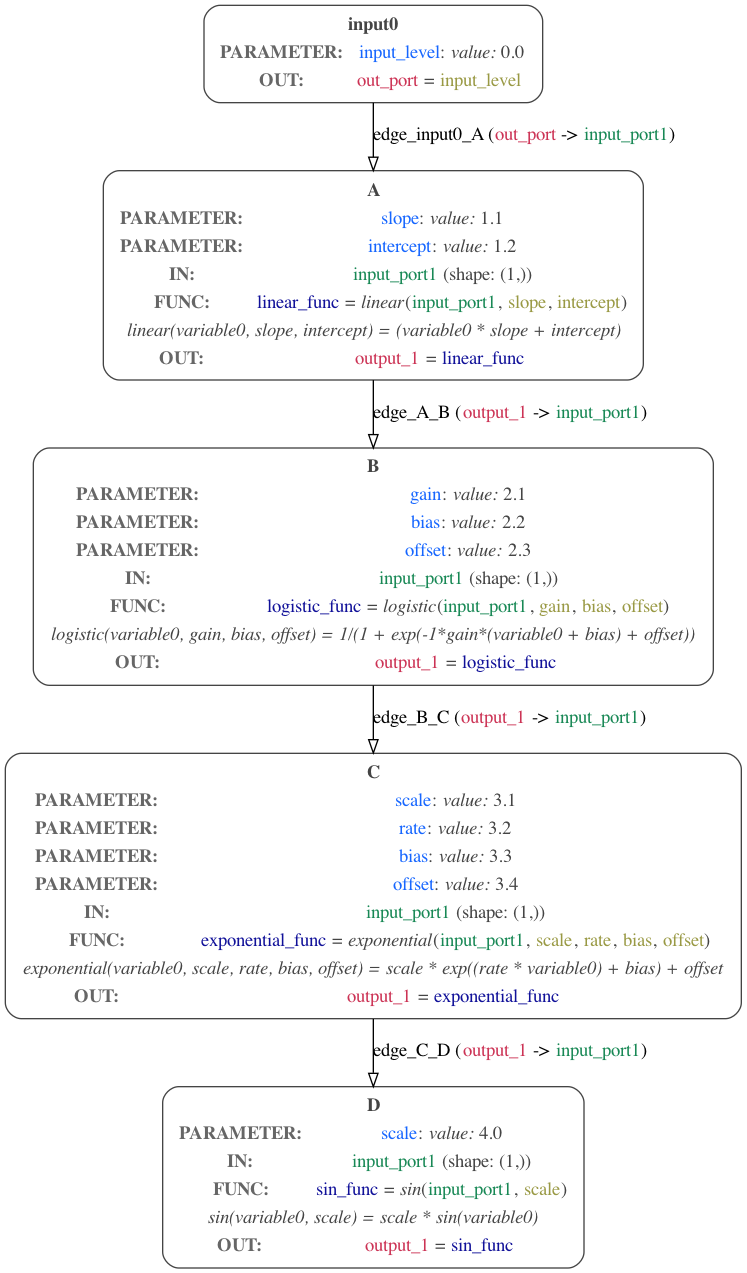 input0
PARAMETER: input_level: value: 0.0
OUT: out_port = input_level
edge_input0_A (out_port -> input_port1)
A
PARAMETER: slope: value: 1.1
PARAMETER: intercept: value: 1.2
IN: input_port1 (shape: (1,))
FUNC: linear_func = linear(input_port1, slope, intercept)
linear(variable0, slope, intercept) = (variable0 * slope + intercept)
OUT: output_1 = linear_func
edge_A_B (output_1 -> input_port1)
B
PARAMETER: gain: value: 2.1
PARAMETER: bias: value: 2.2
PARAMETER: offset: value: 2.3
IN: input_port1 (shape: (1,))
FUNC: logistic_func = logistic(input_port1, gain, bias, offset)
logistic(variable0, gain, bias, offset) = 1/(1 + exp(-1*gain*(variable0 + bias) + offset))
OUT: output_1 = logistic_func
edge_B_C (output_1 -> input_port1)
C
PARAMETER: scale: value: 3.1
PARAMETER: rate: value: 3.2
PARAMETER: bias: value: 3.3
PARAMETER: offset: value: 3.4
IN: input_port1 (shape: (1,))
FUNC: exponential_func = exponential(input_port1, scale, rate, bias, offset)
exponential(variable0, scale, rate, bias, offset) = scale * exp((rate * variable0) + bias) + offset
OUT: output_1 = exponential_func
edge_C_D (output_1 -> input_port1)
D
PARAMETER: scale: value: 4.0
IN: input_port1 (shape: (1,))
FUNC: sin_func = sin(input_port1, scale)
sin(variable0, scale) = scale * sin(variable0)
OUT: output_1 = sin_func